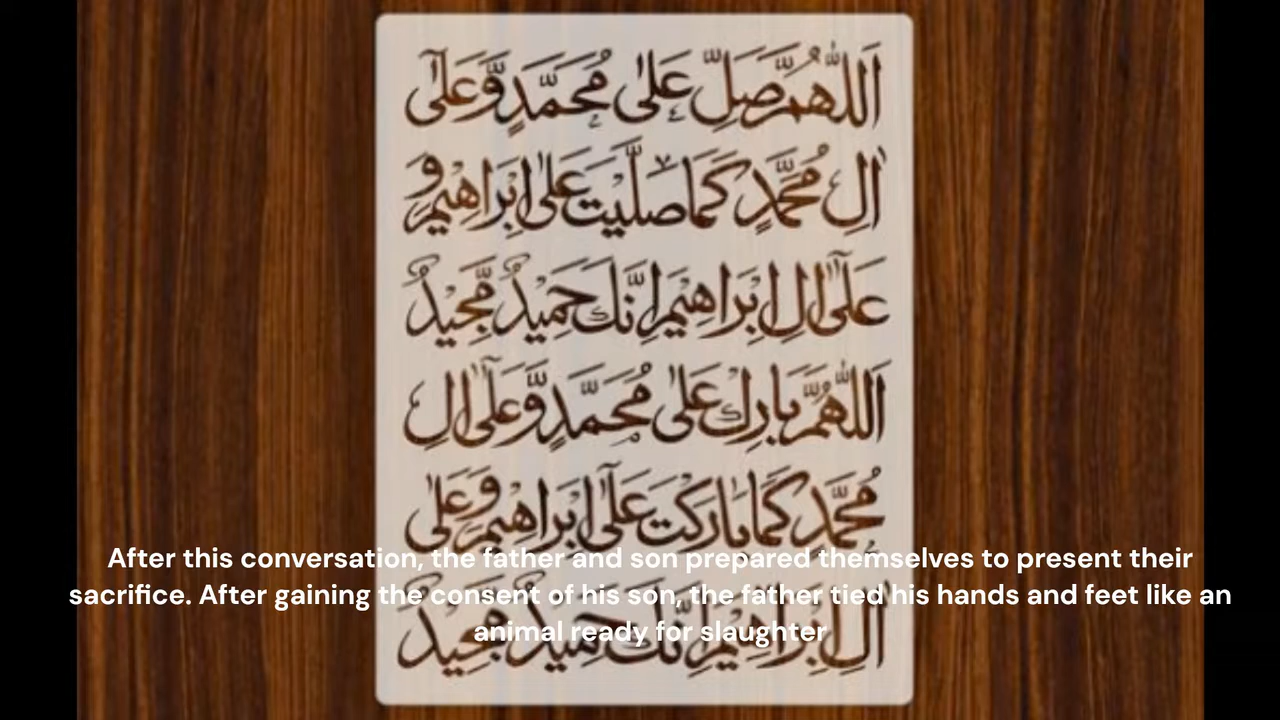 اَللّٰهُمَّ صَلِّ عَلٰى مُحَمَّدٍ وَّعَلٰٓى
اٰلِ مُحَمَّدٍ كَمَا صَلَّيْتَ عَلٰٓى اِبْرَاهِيْمَ وَ
عَلٰٓى اٰلِ اِبْرَاهِيْمَ اِنَّكَ حَمِيْدٌ مَّجِيْدٌ
اَللّٰهُمَّ بَارِكْ عَلٰى مُحَمَّدٍ وَّعَلٰٓى اٰلِ
مُحَمَّدٍ كَمَا بَارَكْتَ عَلٰٓى اِبْرَاهِيْمَ وَعَلٰٓى
اٰلِ اِبْرَاهِيْمَ اِنَّكَ حَمِيْدٌ مَّجِيْدٌ
After this conversation, the father and son prepared themselves to present their
sacrifice. After gaining the consent of his son, the father tied his hands and feet like an
animal ready for slaughter